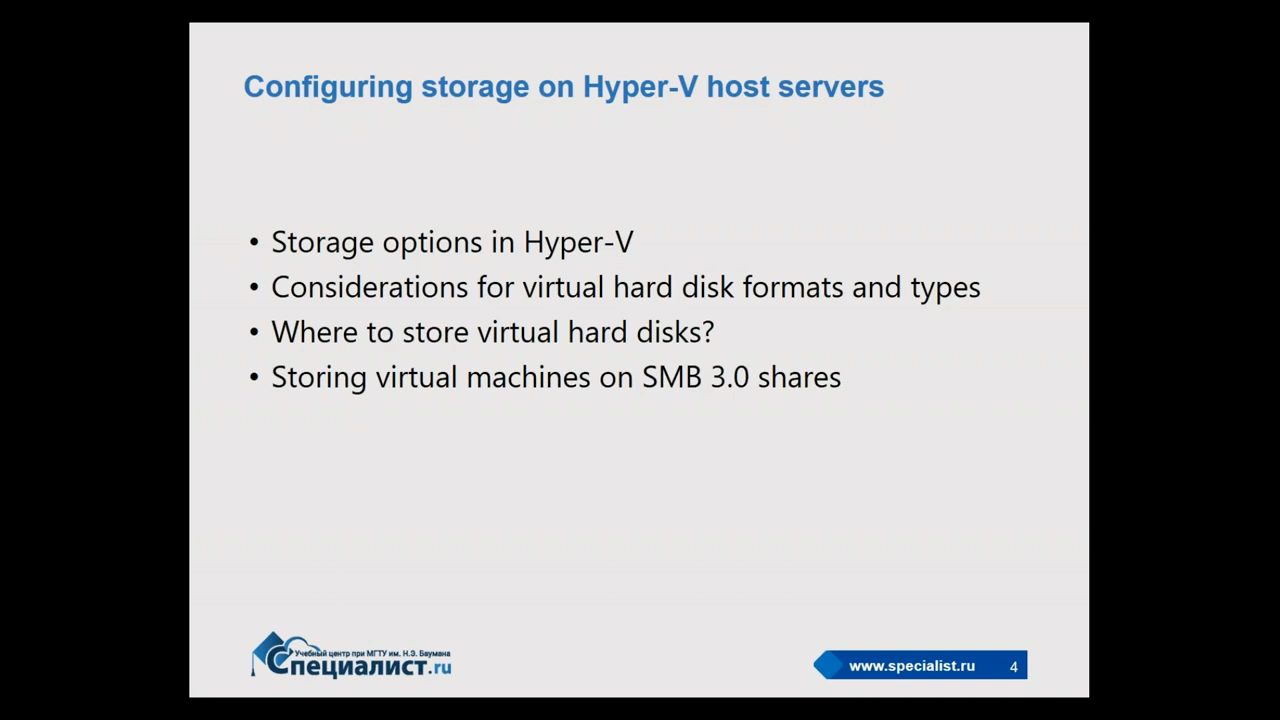 Configuring storage on Hyper-V host servers
• Storage options in Hyper-V
• Considerations for virtual hard disk formats and types
• Where to store virtual hard disks?
• Storing virtual machines on SMB 3.0 shares
Учебный центр при МГТУ им. Н.Э. Баумана
Специалист.ru
www.specialist.ru 4